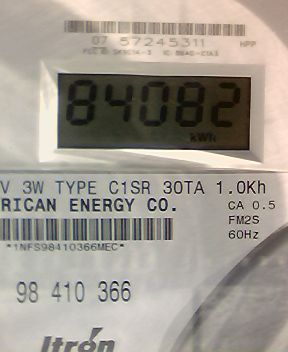 07 57245311 HPP
84082
kWh
V 3W TYPE C1SR 30TA 1.0Kh
RICAN ENERGY CO.
CA 0.5
FM2S
60Hz
*1NFS98410366MEC*
98 410 366
Itron